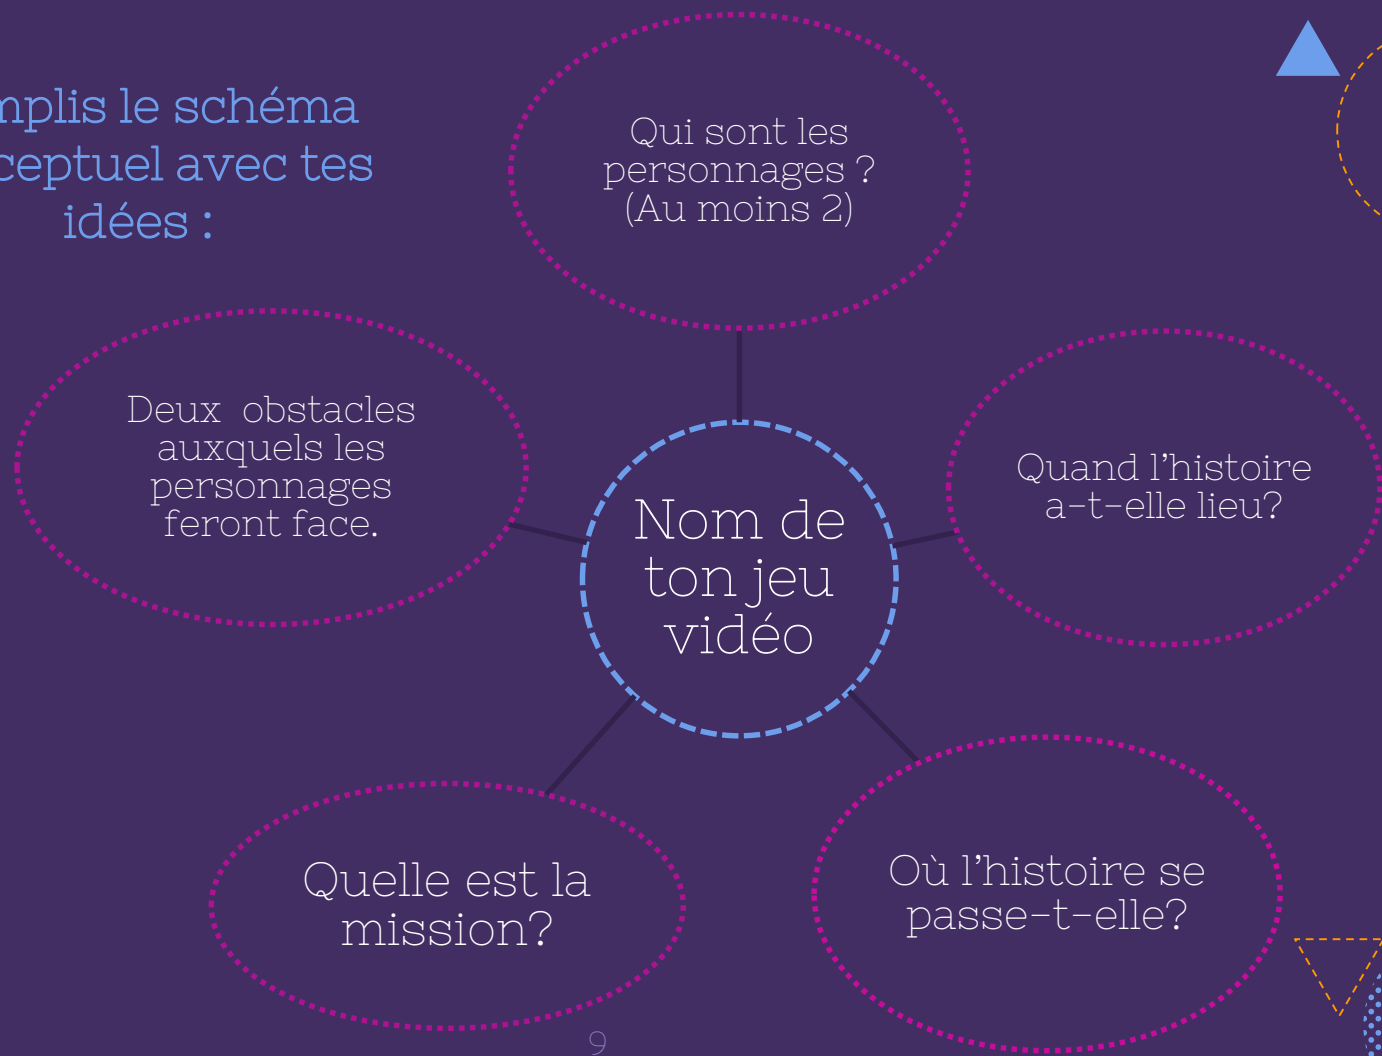 mplis le schéma
ceptuel avec tes
idées :
Qui sont les
personnages ?
(Au moins 2)
Deux obstacles
auxquels les
personnages
feront face.
Nom de
ton jeu
vidéo
Quand l'histoire
a-t-elle lieu?
Quelle est la
mission?
Où l'histoire se
passe-t-elle?
9